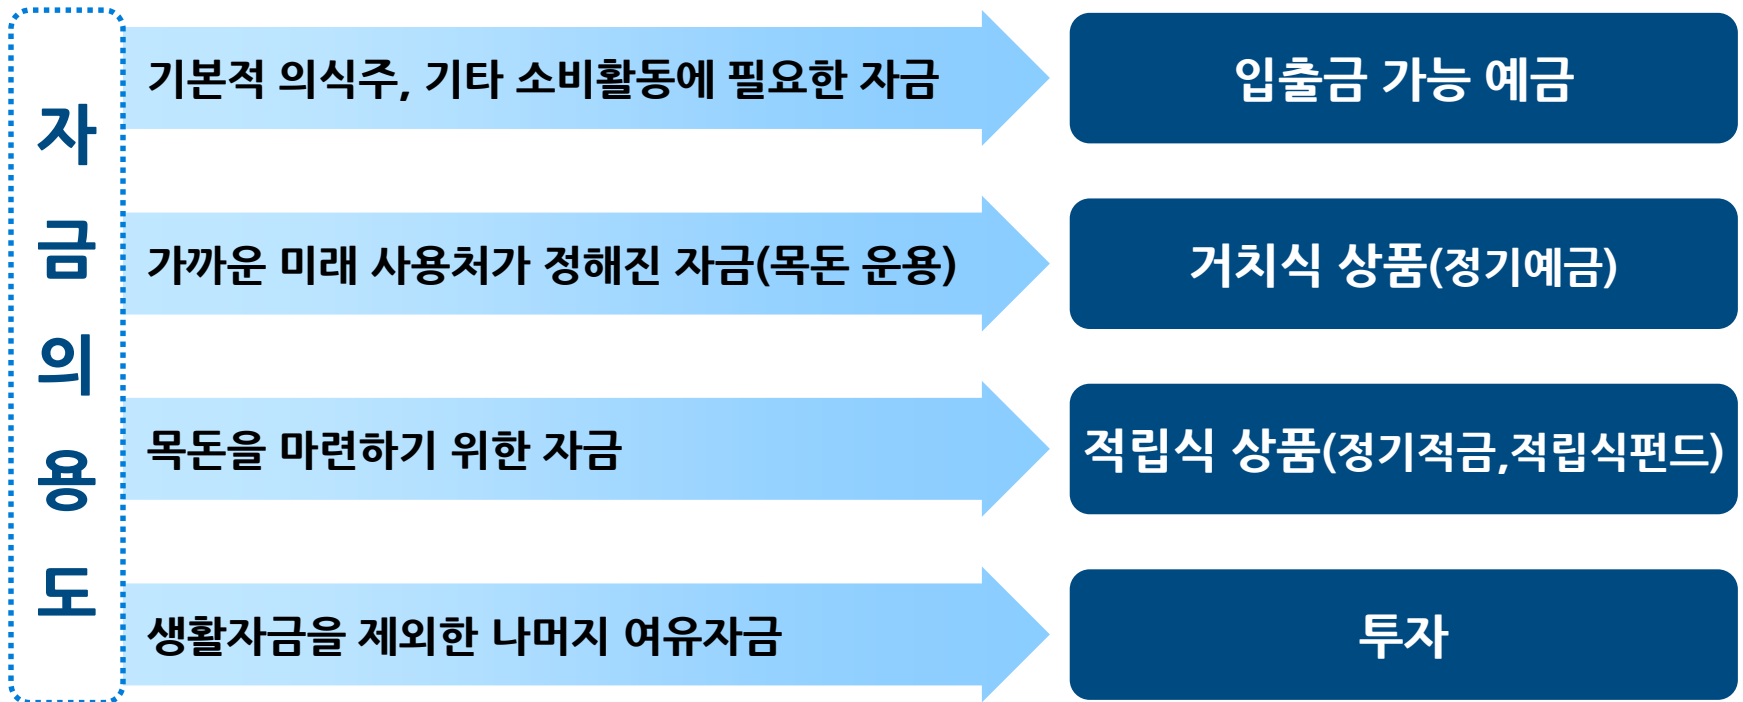 자금의용도
기본적 의식주, 기타 소비활동에 필요한 자금
입출금 가능 예금
가까운 미래 사용처가 정해진 자금(목돈 운용)
거치식 상품(정기예금)
목돈을 마련하기 위한 자금
적립식 상품(정기적금,적립식펀드)
생활자금을 제외한 나머지 여유자금
투자